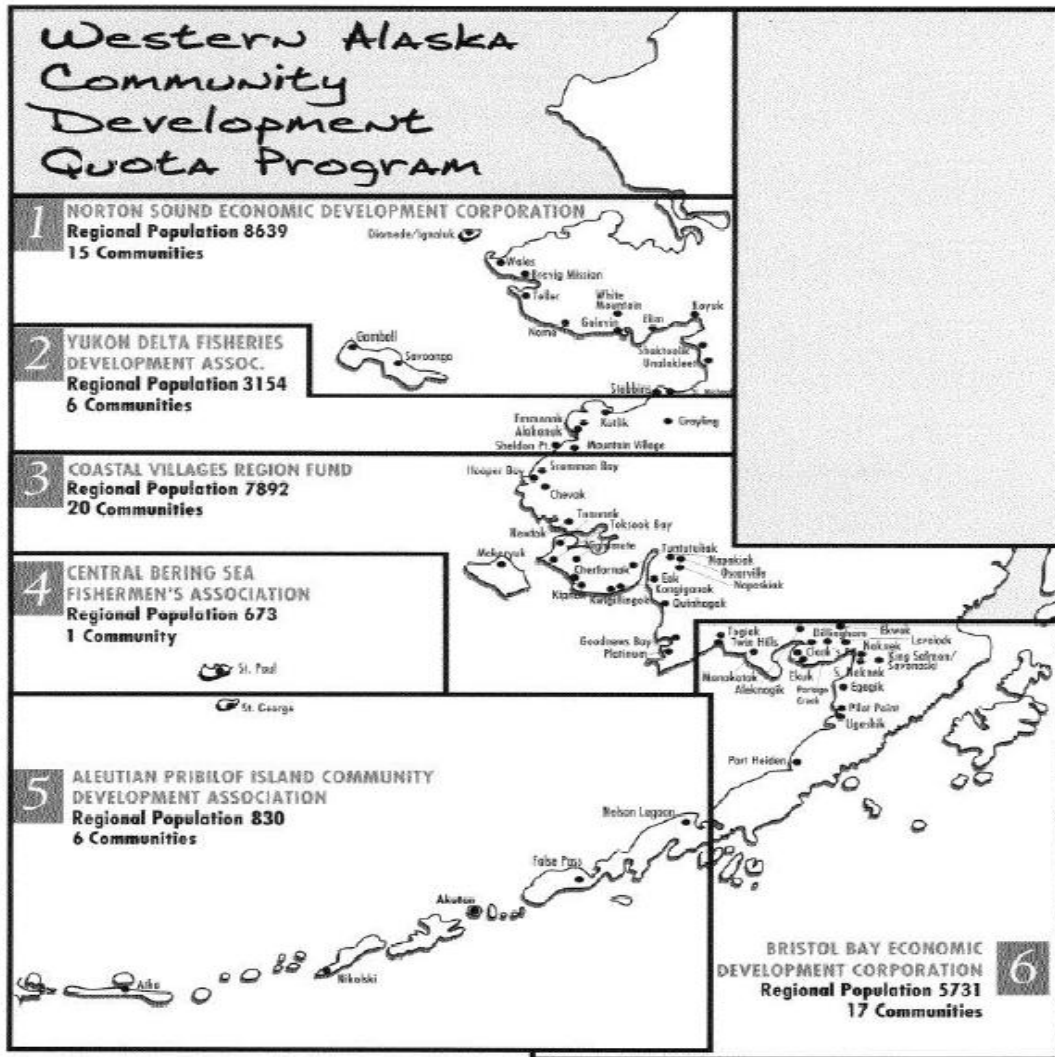 Western Alaska
Community
Development
Quota Program
1
NORTON SOUND ECONOMIC DEVELOPMENT CORPORATION
Regional Population 8639
15 Communities
Diomede/Ignaluk
Wales
Brevig Mission
Teller
White
Mountain
Koyuk
Nome
Golovin
Elim
Shaktoolik
Unalakleet
Gambell
Savoonga
Stebbins
2
YUKON DELTA FISHERIES
DEVELOPMENT ASSOC.
Regional Population 3154
6 Communities
Emmonak
Alakanuk
Kotlik
Grayling
Sheldon Pt.
Mountain Village
3
COASTAL VILLAGES REGION FUND
Regional Population 7892
20 Communities
Hooper Bay
Scammon Bay
Chevak
Tununak
Toksook Bay
Newtok
Nightmute
Mekoryuk
Chefornak
Kipnuk
Kongiganak
Tuntutuliak
Napakiak
Oscarville
Napaskiak
Eek
Quinhagak
Goodnews Bay
Platinum
4
CENTRAL BERING SEA
FISHERMEN'S ASSOCIATION
Regional Population 673
1 Community
St. Paul
5
ALEUTIAN PRIBILOF ISLAND COMMUNITY
DEVELOPMENT ASSOCIATION
Regional Population 830
6 Communities
St. George
Nelson Lagoon
False Pass
Akutan
Nikolski
Atka
Togiak
Twin Hills
Manokotak
Aleknagik
Dillingham
Ekwok
Levelock
Naknek
King Salmon/
Savonoski
S. Naknek
Ekuk
Portage
Creek
Egegik
Pilot Point
Ugashik
Port Heiden
BRISTOL BAY ECONOMIC
DEVELOPMENT CORPORATION
6
Regional Population 5731
17 Communities